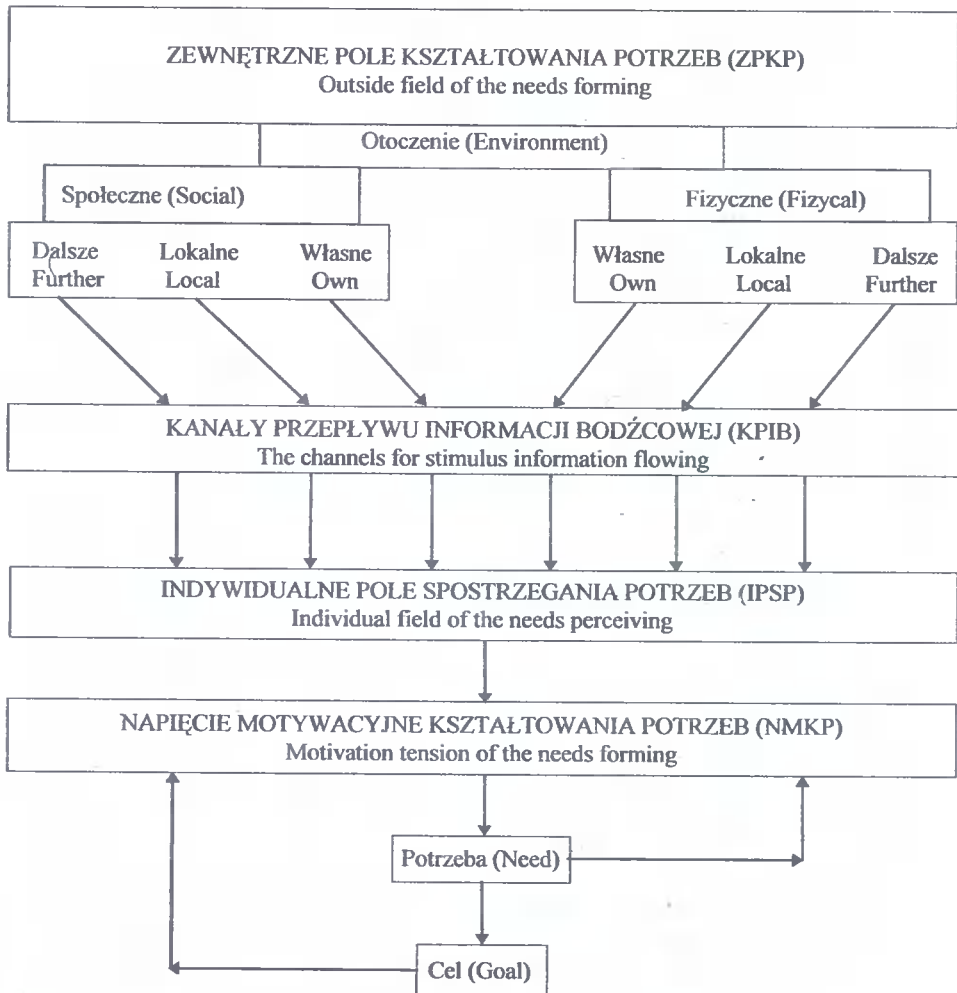 ZEWNĘTRZNE POLE KSZTAŁTOWANIA POTRZEB (ZPKP)
Outside field of the needs forming
Otoczenie (Environment)
Społeczne (Social)
Fizyczne (Fizycal)
Dalsze Lokalne Własne
Further Local Own
Własne Lokalne Dalsze
Own Local Further
KANAŁY PRZEPŁYWU INFORMACJI BODŹCOWEJ (KPIB)
The channels for stimulus information flowing
INDYWIDUALNE POLE SPOSTRZEGANIA POTRZEB (IPSP)
Individual field of the needs perceiving
NAPIĘCIE MOTYWACYJNE KSZTAŁTOWANIA POTRZEB (NMKP)
Motivation tension of the needs forming
Potrzeba (Need)
Cel (Goal)